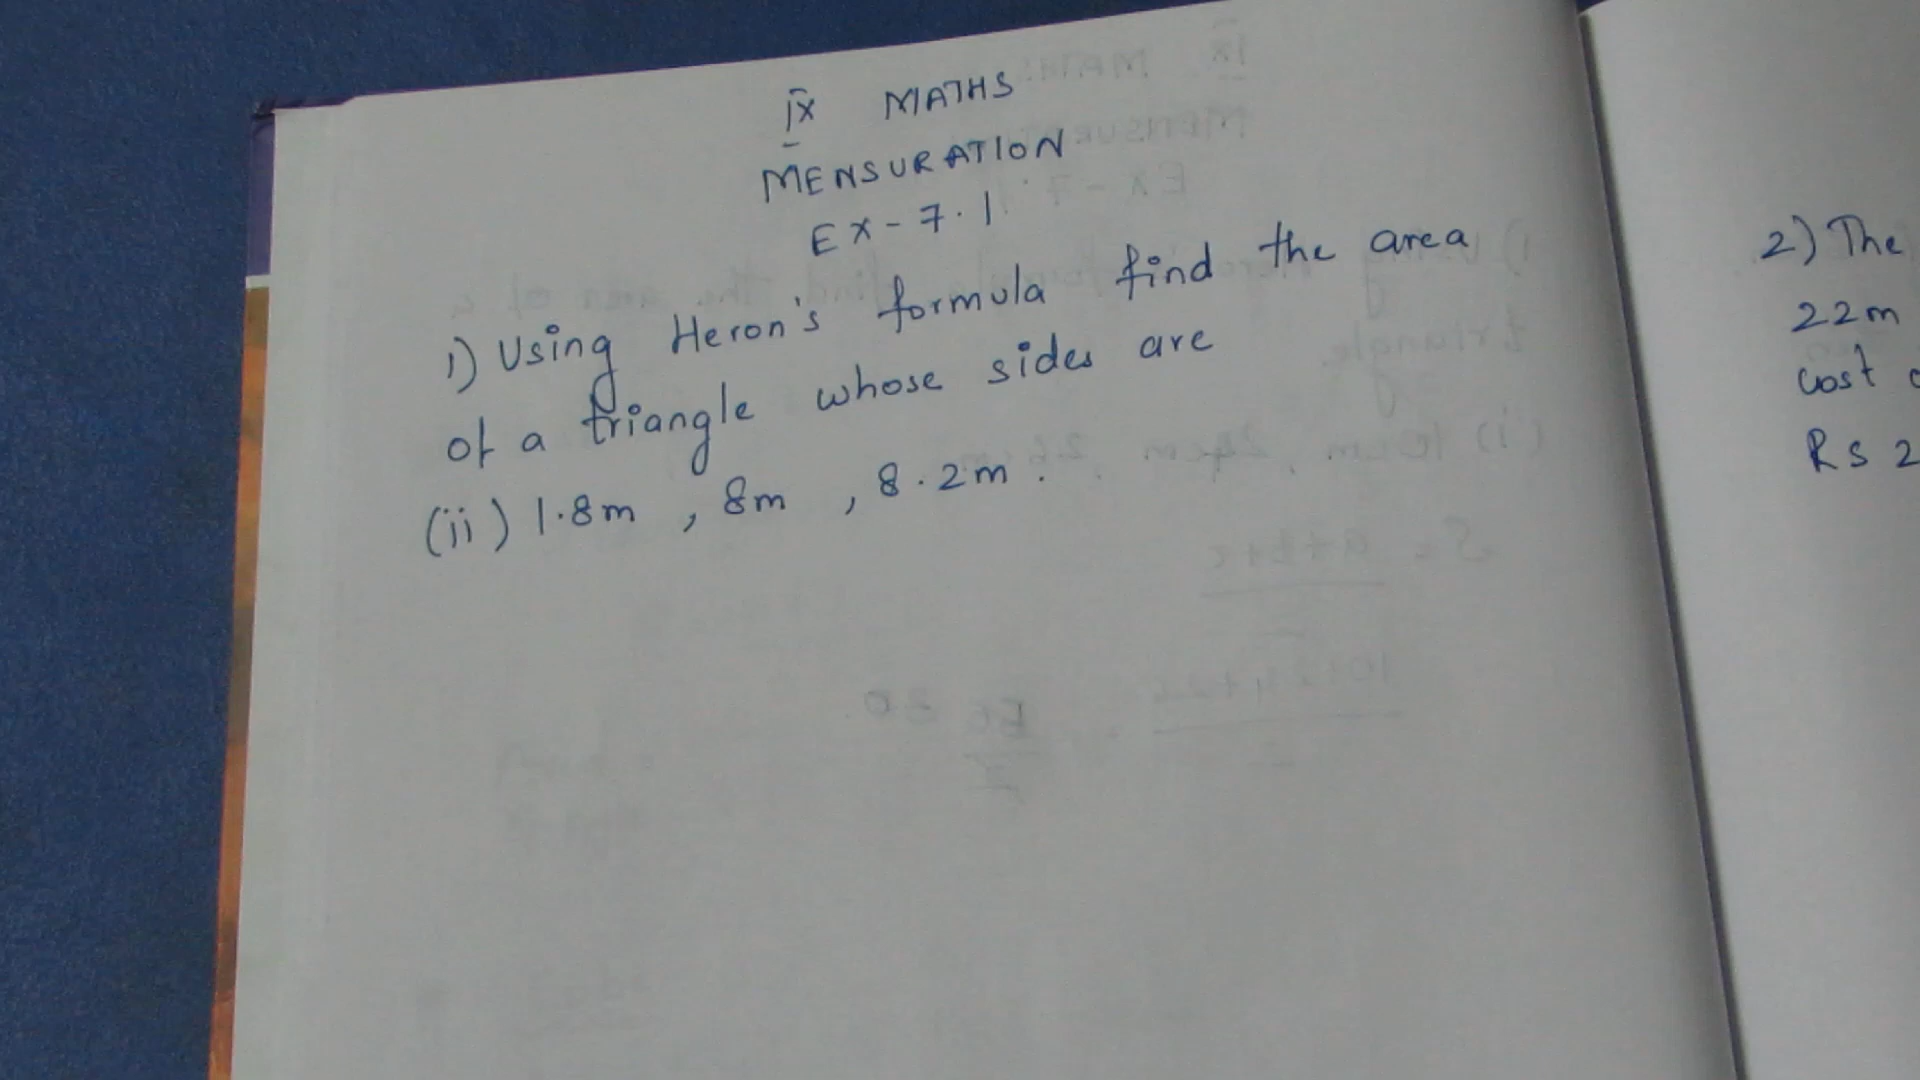 IX MATHS
MENSURATION
EX-7.1
1) Using Heron's formula find the area
of a triangle whose sides are
(ii) 1.8m , 8m , 8.2m.
2) The
22m
Cost
RS 2